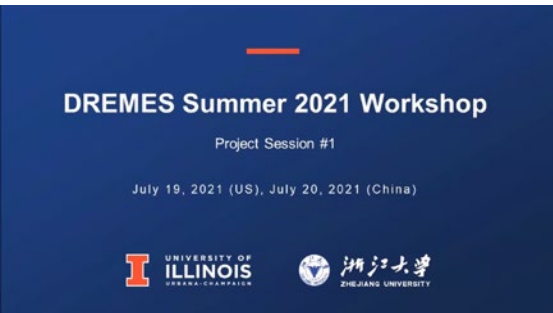 DREMES Summer 2021 Workshop
Project Session #1
July 19, 2021 (US), July 20, 2021 (China)
UNIVERSITY OF
ILLINOIS
URBANA-CHAMPAIGN
浙江大学
ZHEJIANG UNIVERSITY